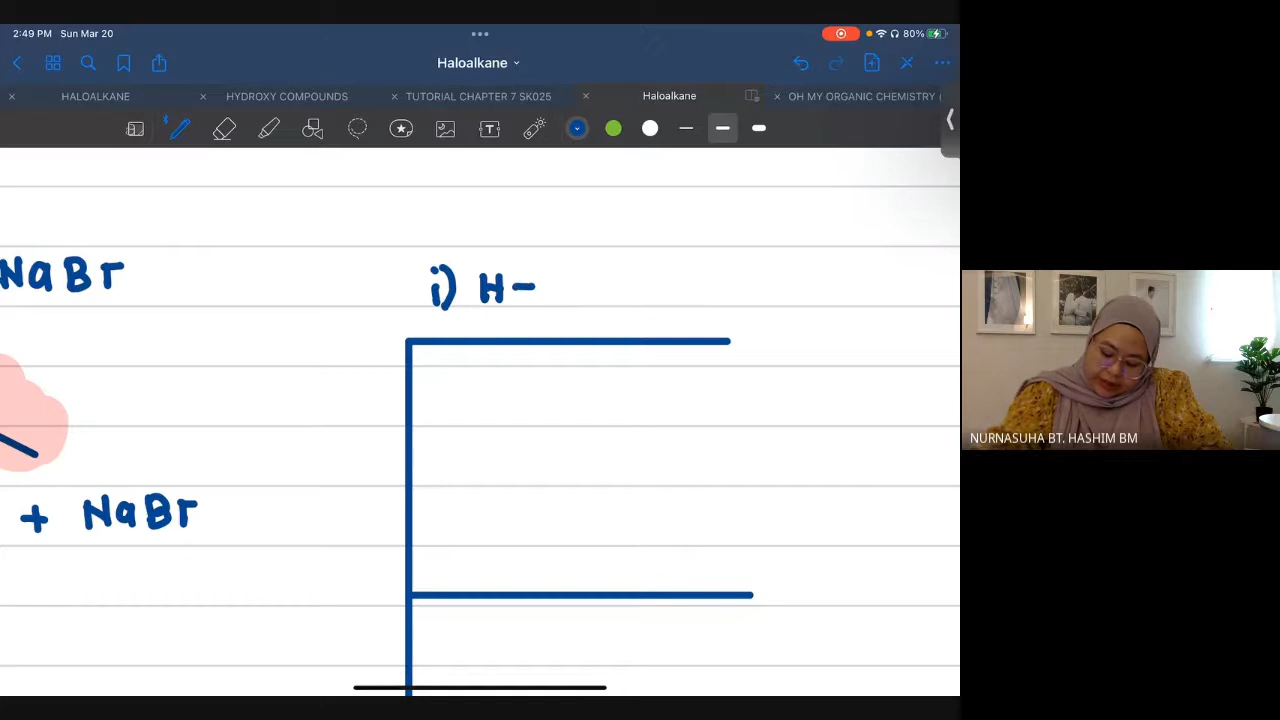 2:49 PM Sun Mar 20
80%
Haloalkane
HALOALKANE
HYDROXY COMPOUNDS
TUTORIAL CHAPTER 7 SK025
Haloalkane
OH MY ORGANIC CHEMISTRY (
NaBr
i) H-
+ NaBr
NURNASUHA BT. HASHIM BM